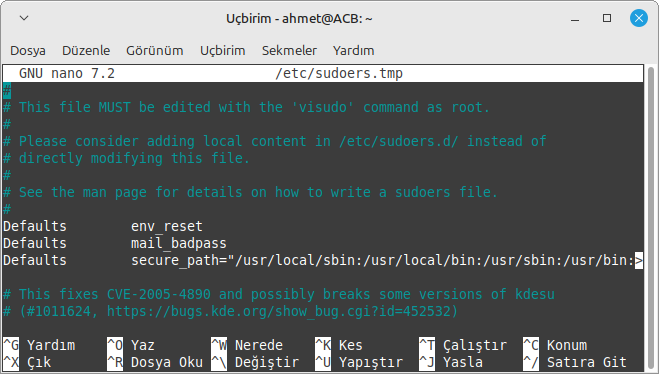 Uçbirim - ahmet@ACB: ~
Dosya Düzenle Görünüm Uçbirim Sekmeler Yardım
GNU nano 7.2 /etc/sudoers.tmp
#
# This file MUST be edited with the 'visudo' command as root.
#
# Please consider adding local content in /etc/sudoers.d/ instead of
# directly modifying this file.
#
# See the man page for details on how to write a sudoers file.
#
Defaults env_reset
Defaults mail_badpass
Defaults secure_path="/usr/local/sbin:/usr/local/bin:/usr/sbin:/usr/bin:>
# This fixes CVE-2005-4890 and possibly breaks some versions of kdesu
# (#1011624, https://bugs.kde.org/show_bug.cgi?id=452532)
^G Yardım ^O Yaz ^W Nerede ^K Kes ^T Çalıştır ^C Konum
^X Çık ^R Dosya Oku ^\ Değiştir ^U Yapıştır ^J Yasla ^/ Satıra Git